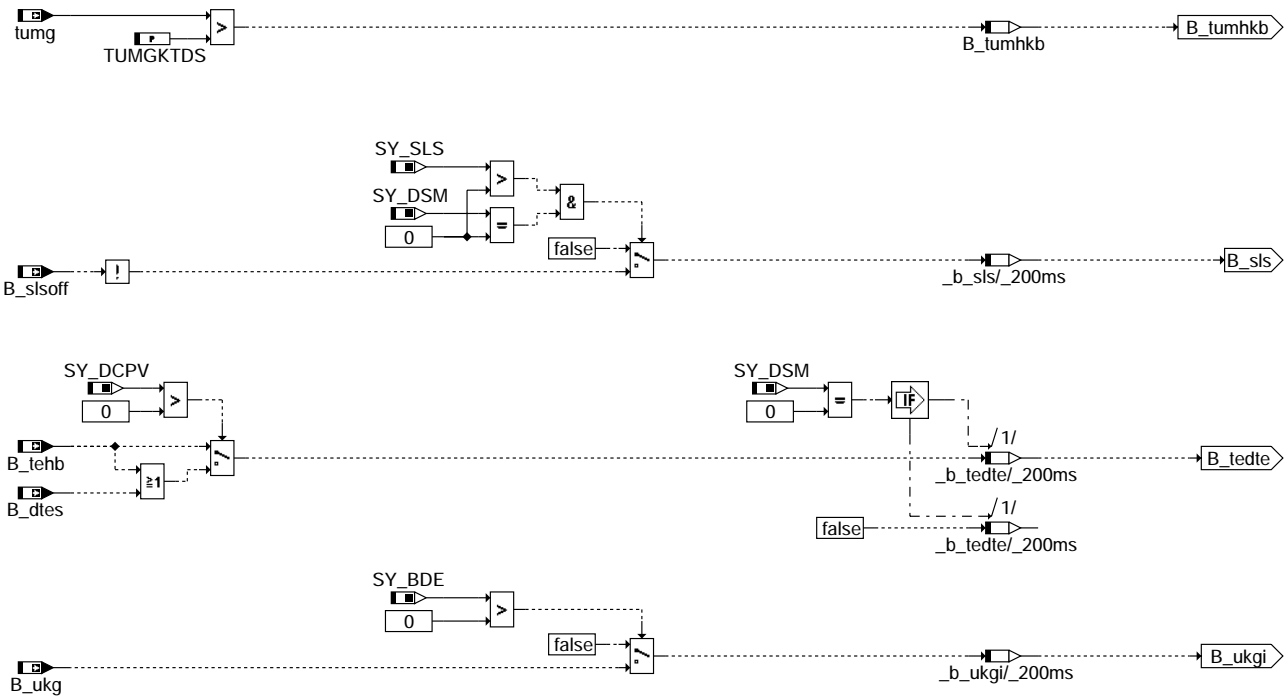 tumg
P
TUMGKTDS
>
B_tumhkb
B_tumhkb
SY_SLS
>
SY_DSM
0
=
&
false
B_slsoff
!
_b_sls/_200ms
B_sls
SY_DCPV
0
>
SY_DSM
0
=
IF
B_tehb
≥1
B_dtes
/1/
_b_tedte/_200ms
B_tedte
/1/
false
_b_tedte/_200ms
SY_BDE
0
>
false
B_ukg
_b_ukgi/_200ms
B_ukgi